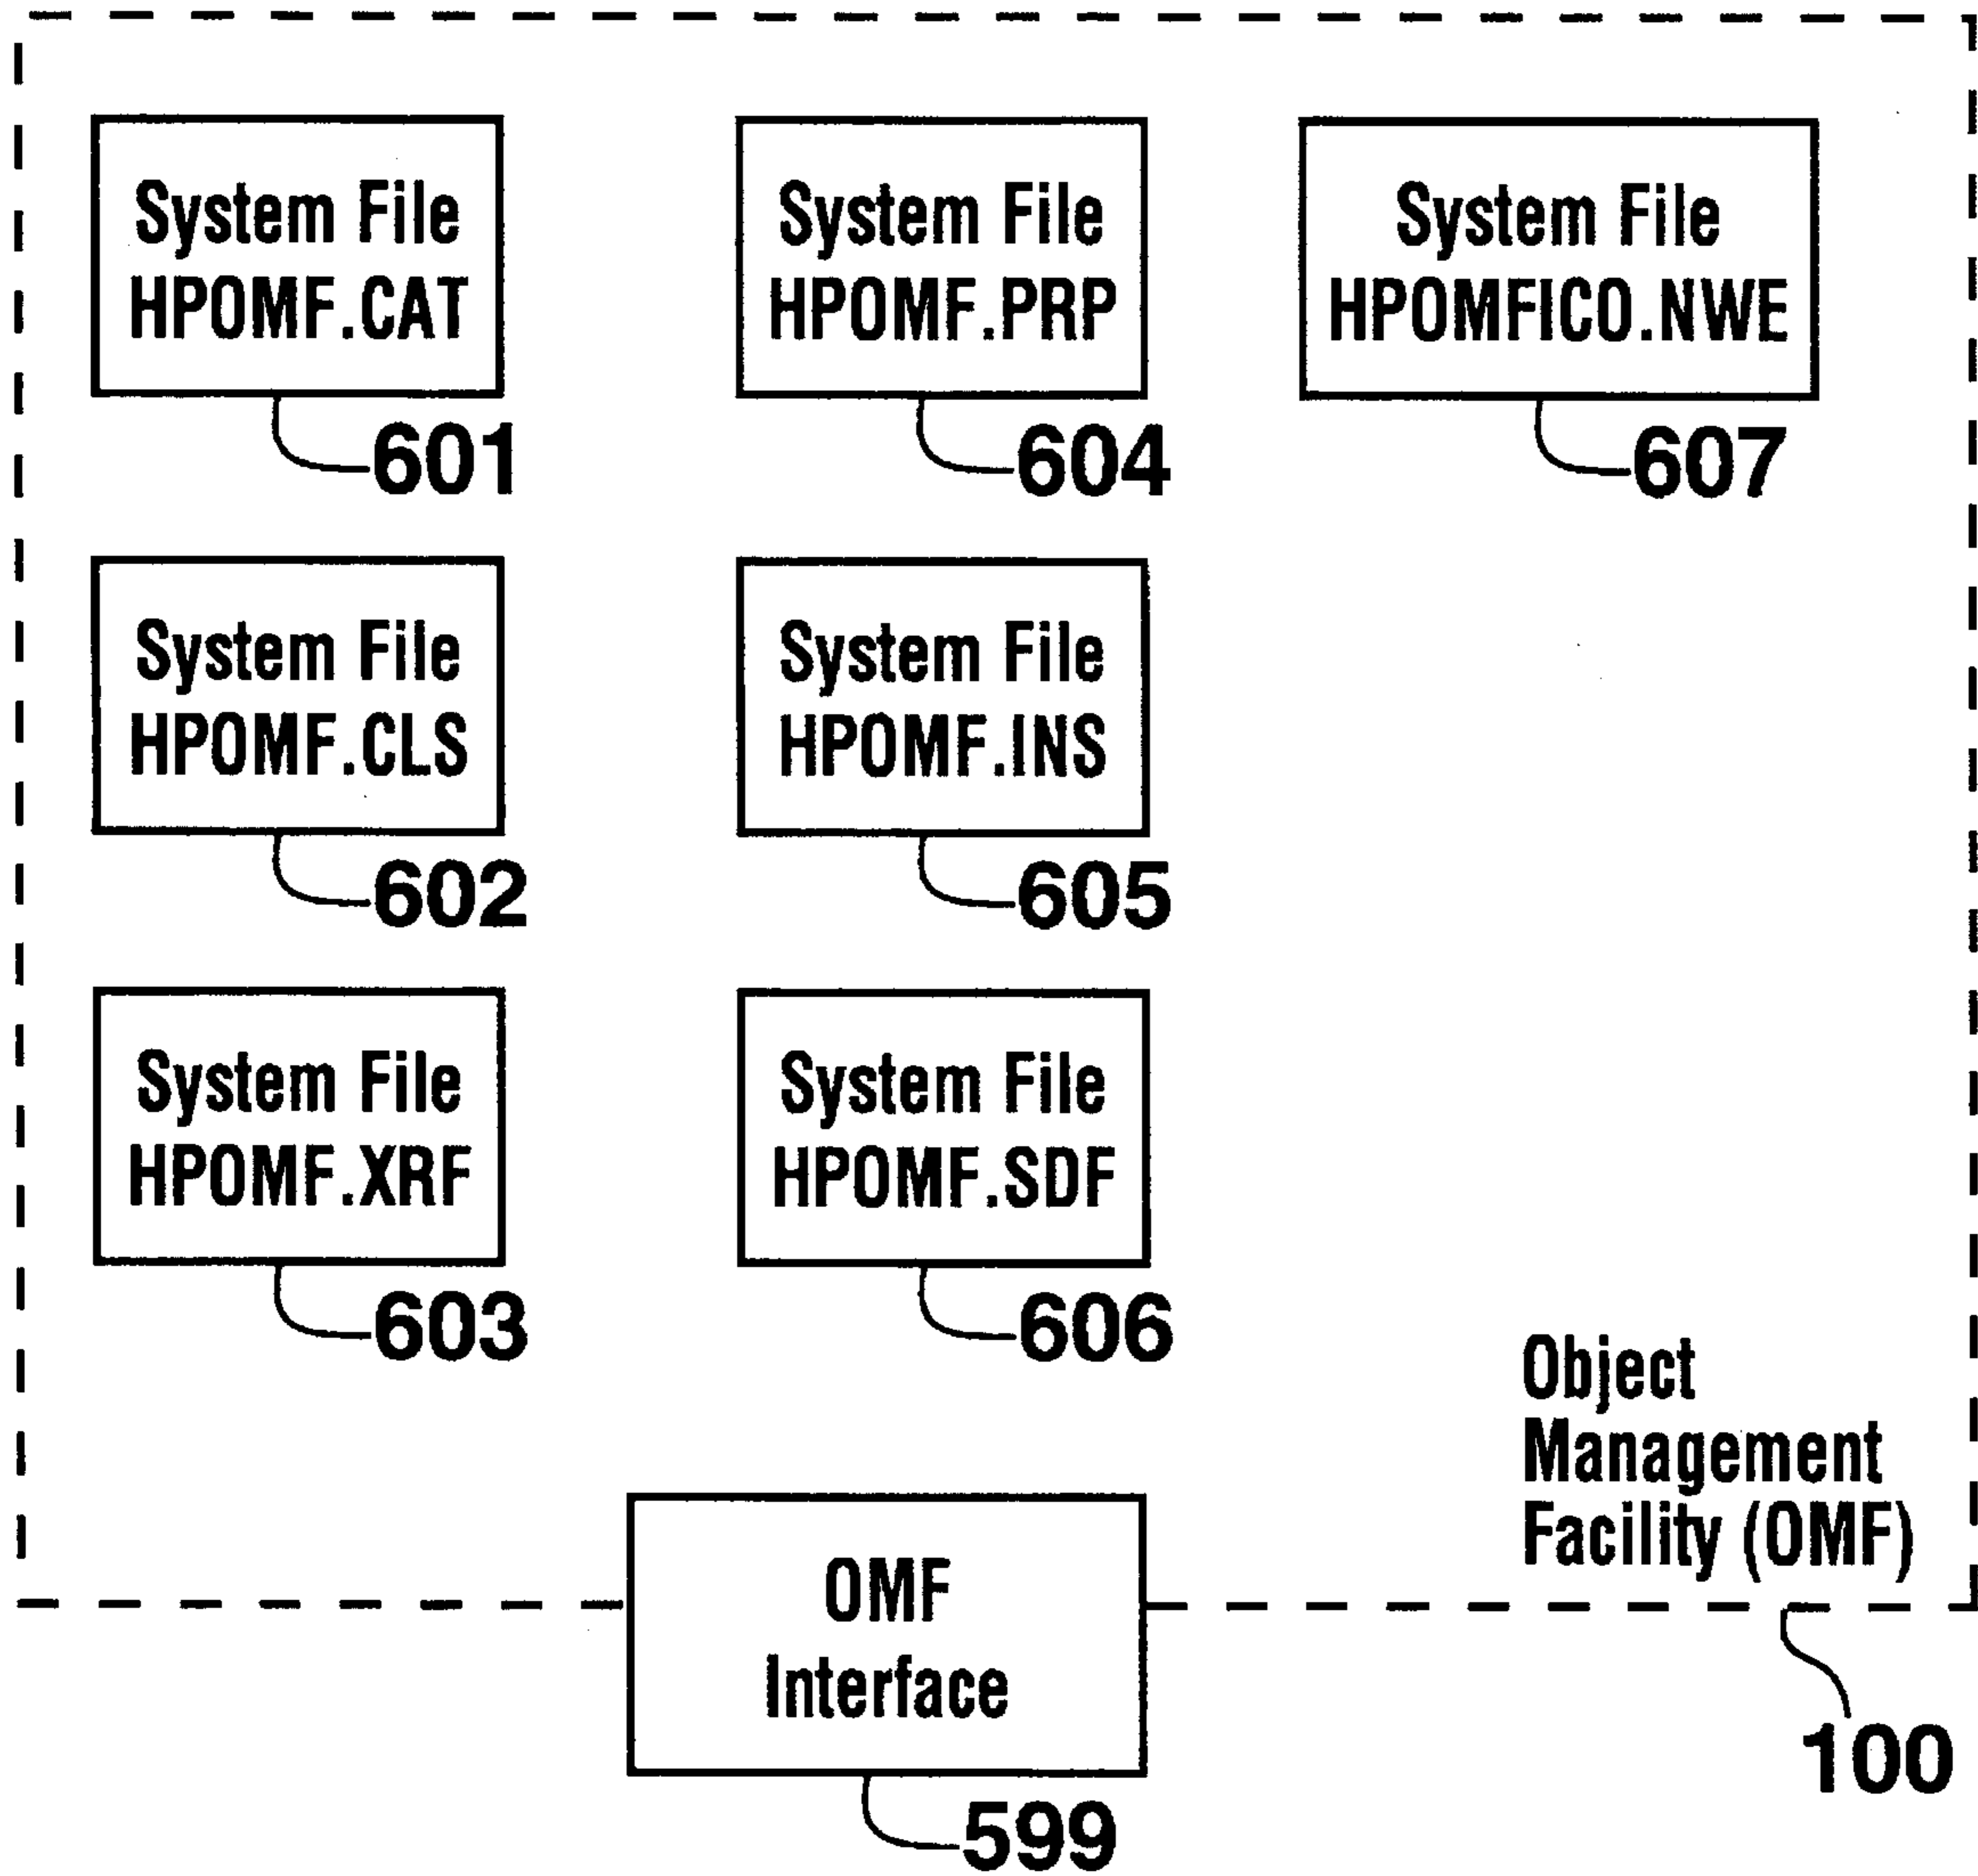 System File
HPOMF.CAT
601
System File
HPOMF.PRP
604
System File
HPOMFICO.NWE
607
System File
HPOMF.CLS
602
System File
HPOMF.INS
605
System File
HPOMF.XRF
603
System File
HPOMF.SDF
606
Object
Management
Facility (OMF)
100
OMF
Interface
599